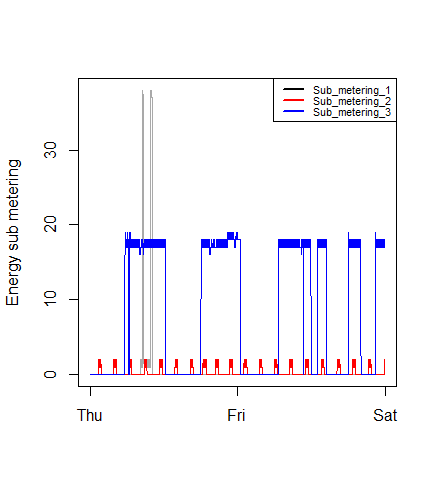 Sub_metering_1
Sub_metering_2
Sub_metering_3
Energy sub metering
30
20
10
0
Thu Fri Sat